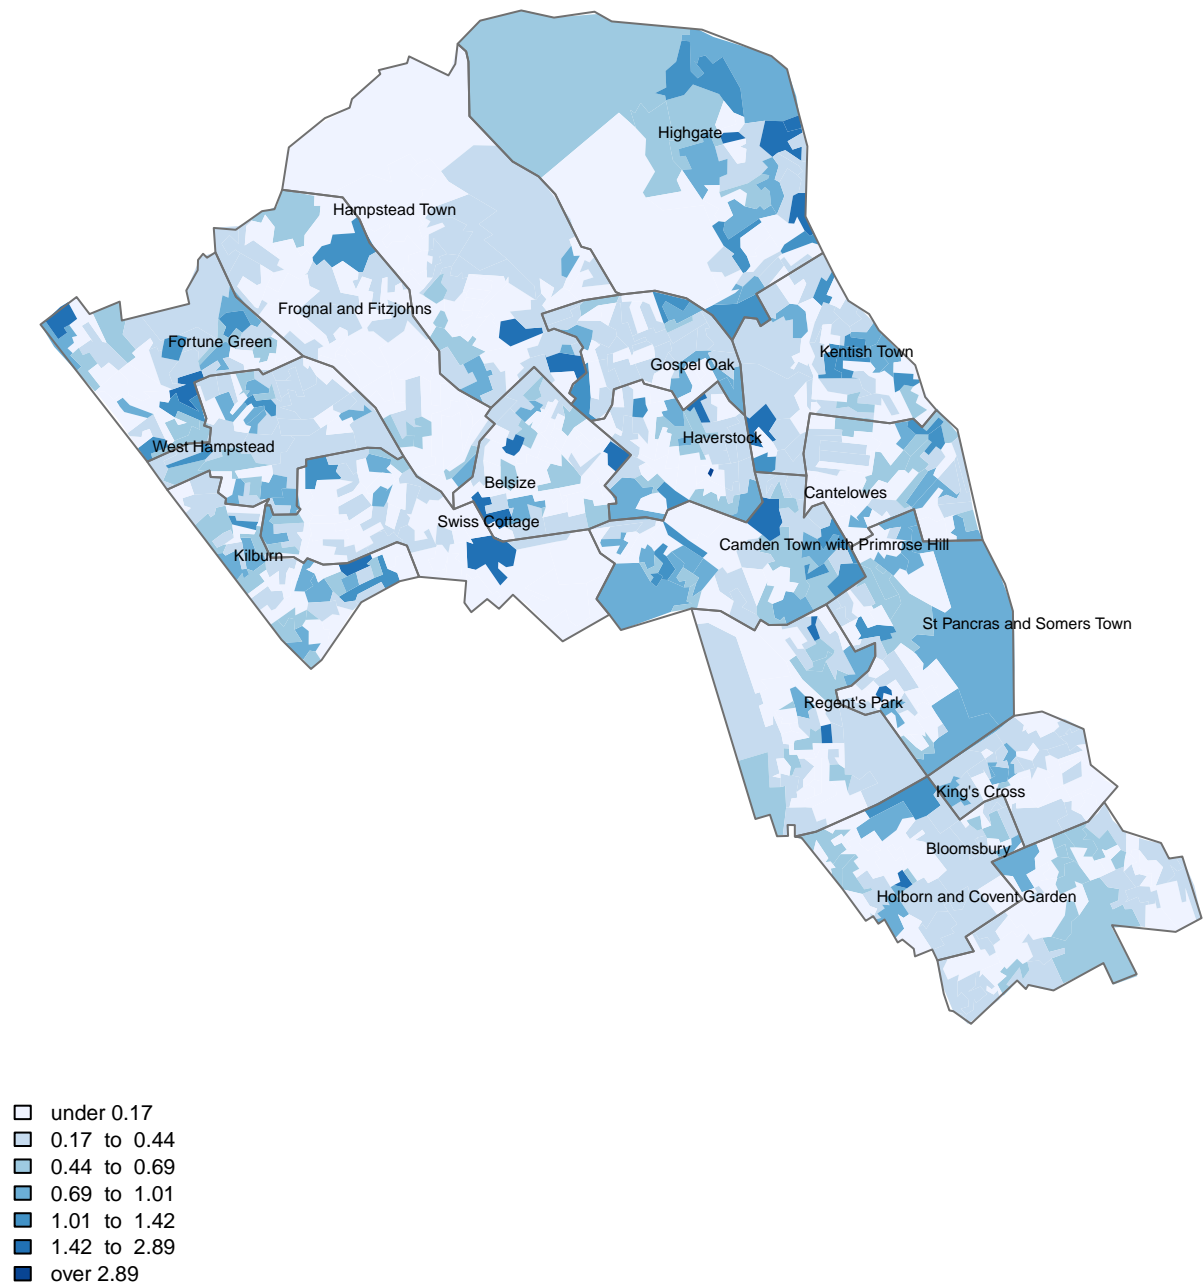 Highgate
Hampstead Town
Frognal and Fitzjohns
Fortune Green
Kentish Town
Gospel Oak
Haverstock
West Hampstead
Belsize
Cantelowes
Swiss Cottage
Camden Town with Primrose Hill
Kilburn
St Pancras and Somers Town
Regent's Park
King's Cross
Bloomsbury
Holborn and Covent Garden
under 0.17
0.17 to 0.44
0.44 to 0.69
0.69 to 1.01
1.01 to 1.42
1.42 to 2.89
over 2.89